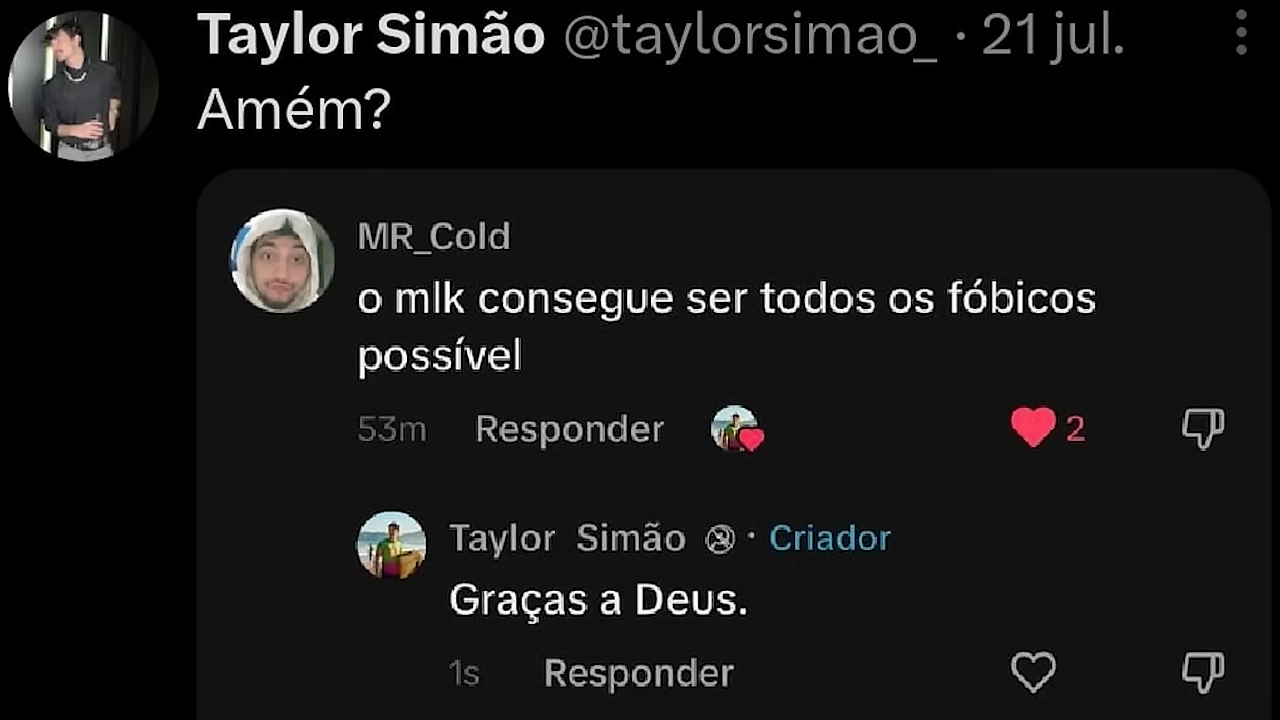 Taylor Simão @taylorsimao_ · 21 jul.
Amém?
MR_Cold
o mlk consegue ser todos os fóbicos
possível
53m Responder 2
Taylor Simão · Criador
Graças a Deus.
1s Responder